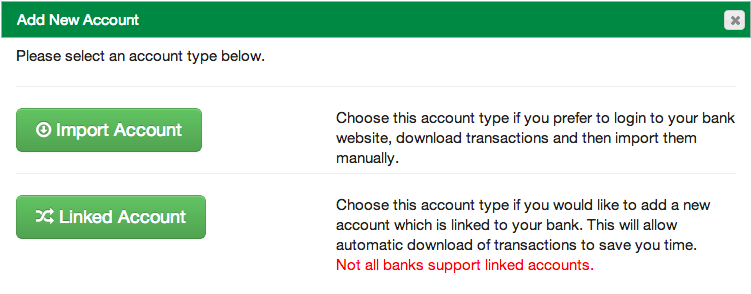 Add New Account
Please select an account type below.
Import Account
Choose this account type if you prefer to login to your bank
website, download transactions and then import them
manually.
Linked Account
Choose this account type if you would like to add a new
account which is linked to your bank. This will allow
automatic download of transactions to save you time.
Not all banks support linked accounts.